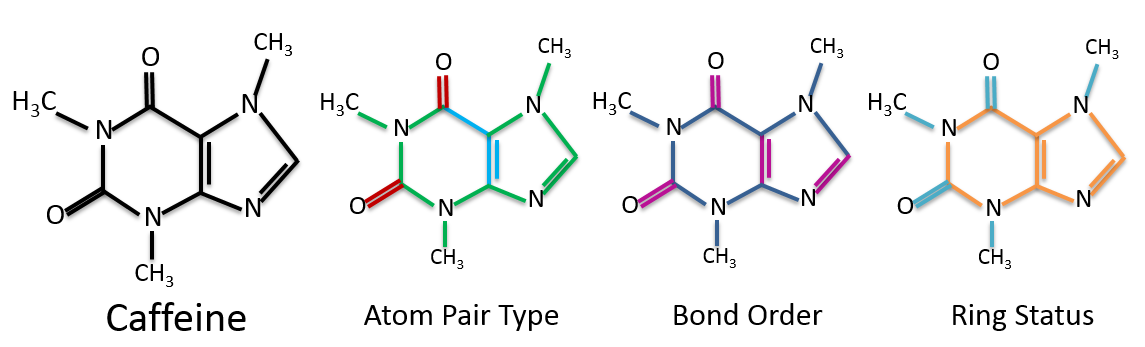 CH₃ CH₃ CH₃ CH₃
O O O O
H₃C N N H₃C N N H₃C N N H₃C N N
O N N O N N O N N O N N
CH₃ CH₃ CH₃ CH₃
Caffeine Atom Pair Type Bond Order Ring Status